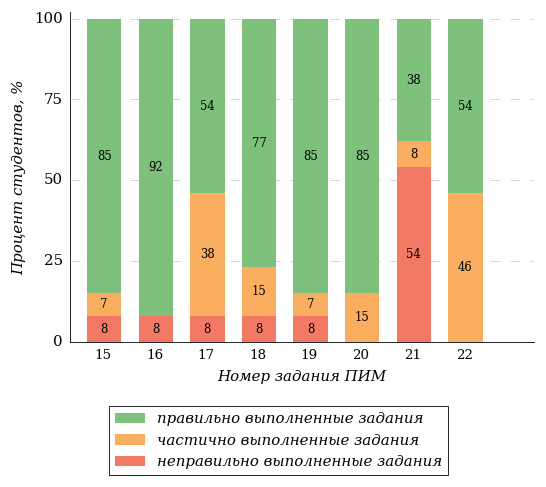 100
75
50
25
0
Процент студентов, %
85 92 54 77 85 85 38 54
7 38 15 7 15 8 46
8 8 8 8 8 54
15 16 17 18 19 20 21 22
Номер задания ПИМ
правильно выполненные задания
частично выполненные задания
неправильно выполненные задания